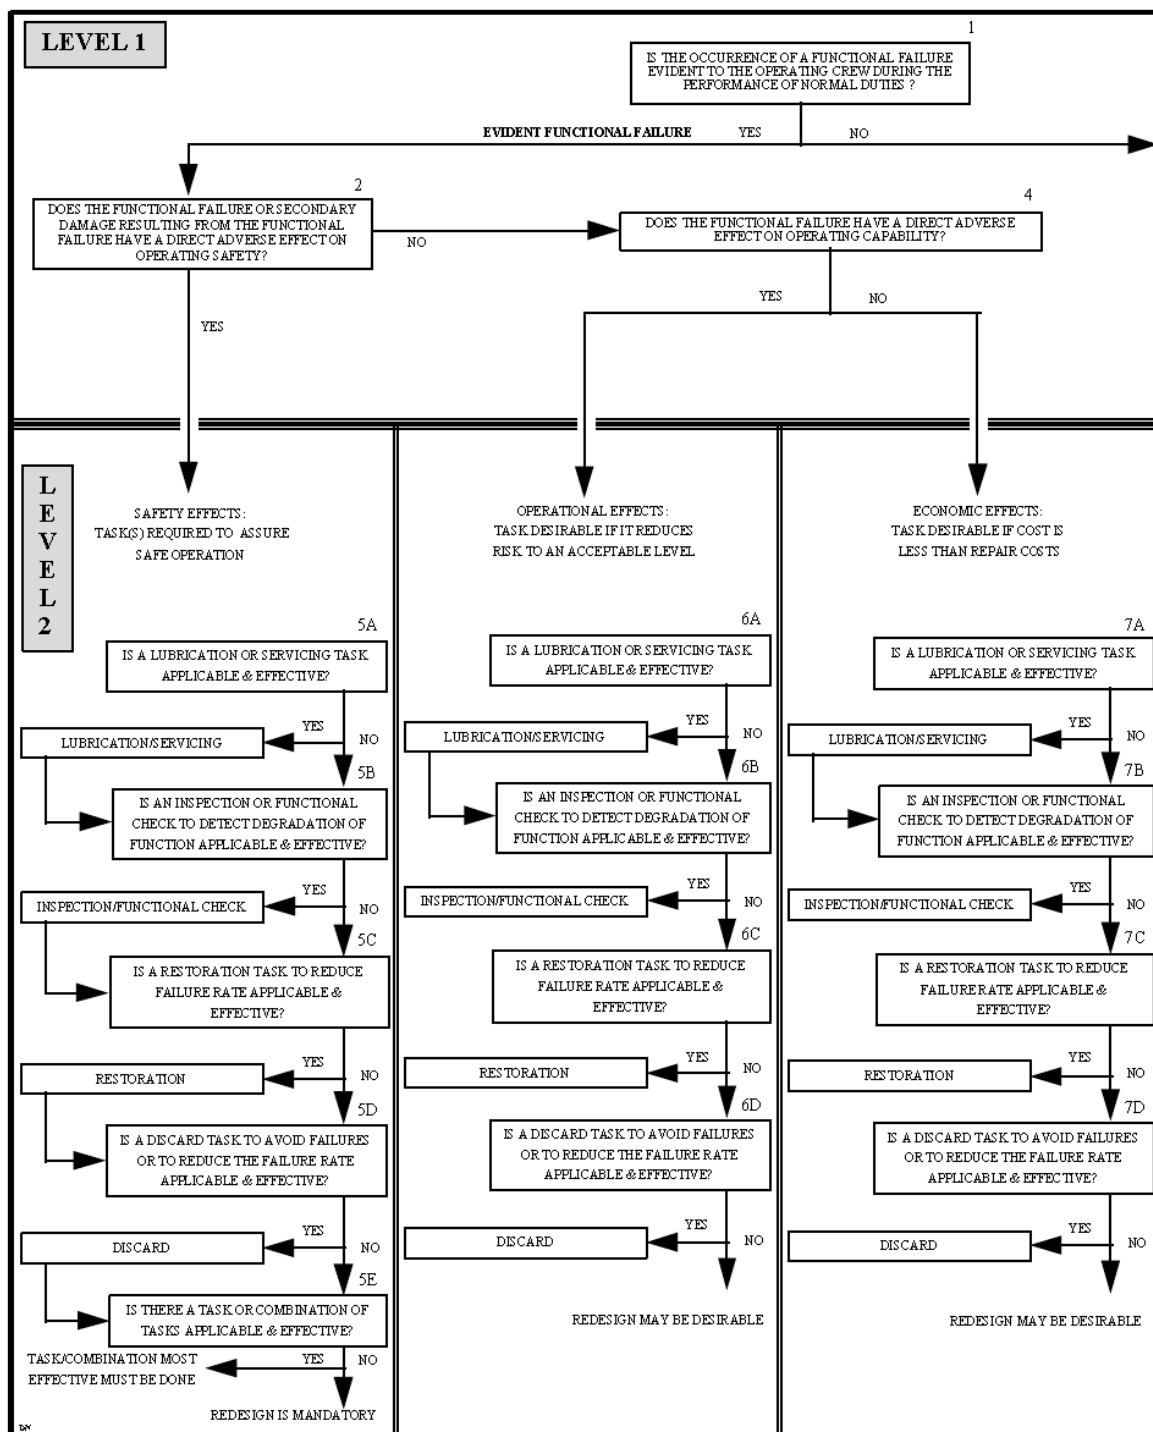 LEVEL 1
1
IS THE OCCURRENCE OF A FUNCTIONAL FAILURE
EVIDENT TO THE OPERATING CREW DURING THE
PERFORMANCE OF NORMAL DUTIES ?
EVIDENT FUNCTIONAL FAILURE
YES
NO
2
DOES THE FUNCTIONAL FAILURE OR SECONDARY
DAMAGE RESULTING FROM THE FUNCTIONAL
FAILURE HAVE A DIRECT ADVERSE EFFECT ON
OPERATING SAFETY?
NO
4
DOES THE FUNCTIONAL FAILURE HAVE A DIRECT ADVERSE
EFFECT ON OPERATING CAPABILITY?
YES
YES
NO
LEVEL 2
SAFETY EFFECTS:
TASK(S) REQUIRED TO ASSURE
SAFE OPERATION
5A
IS A LUBRICATION OR SERVICING TASK
APPLICABLE & EFFECTIVE?
YES
NO
LUBRICATION/SERVICING
5B
IS AN INSPECTION OR FUNCTIONAL
CHECK TO DETECT DEGRADATION OF
FUNCTION APPLICABLE & EFFECTIVE?
YES
NO
INSPECTION/FUNCTIONAL CHECK
5C
IS A RESTORATION TASK TO REDUCE
FAILURE RATE APPLICABLE &
EFFECTIVE?
YES
NO
RESTORATION
5D
IS A DISCARD TASK TO AVOID FAILURES
OR TO REDUCE THE FAILURE RATE
APPLICABLE & EFFECTIVE?
YES
NO
DISCARD
5E
IS THERE A TASK OR COMBINATION OF
TASKS APPLICABLE & EFFECTIVE?
YES
NO
TASK/COMBINATION MOST
EFFECTIVE MUST BE DONE
REDESIGN IS MANDATORY
OPERATIONAL EFFECTS:
TASK DESIRABLE IF IT REDUCES
RISK TO AN ACCEPTABLE LEVEL
6A
IS A LUBRICATION OR SERVICING TASK
APPLICABLE & EFFECTIVE?
YES
NO
LUBRICATION/SERVICING
6B
IS AN INSPECTION OR FUNCTIONAL
CHECK TO DETECT DEGRADATION OF
FUNCTION APPLICABLE & EFFECTIVE?
YES
NO
INSPECTION/FUNCTIONAL CHECK
6C
IS A RESTORATION TASK TO REDUCE
FAILURE RATE APPLICABLE &
EFFECTIVE?
YES
NO
RESTORATION
6D
IS A DISCARD TASK TO AVOID FAILURES
OR TO REDUCE THE FAILURE RATE
APPLICABLE & EFFECTIVE?
YES
NO
DISCARD
REDESIGN MAY BE DESIRABLE
ECONOMIC EFFECTS:
TASK DESIRABLE IF COST IS
LESS THAN REPAIR COSTS
7A
IS A LUBRICATION OR SERVICING TASK
APPLICABLE & EFFECTIVE?
YES
NO
LUBRICATION/SERVICING
7B
IS AN INSPECTION OR FUNCTIONAL
CHECK TO DETECT DEGRADATION OF
FUNCTION APPLICABLE & EFFECTIVE?
YES
NO
INSPECTION/FUNCTIONAL CHECK
7C
IS A RESTORATION TASK TO REDUCE
FAILURE RATE APPLICABLE &
EFFECTIVE?
YES
NO
RESTORATION
7D
IS A DISCARD TASK TO AVOID FAILURES
OR TO REDUCE THE FAILURE RATE
APPLICABLE & EFFECTIVE?
YES
NO
DISCARD
REDESIGN MAY BE DESIRABLE